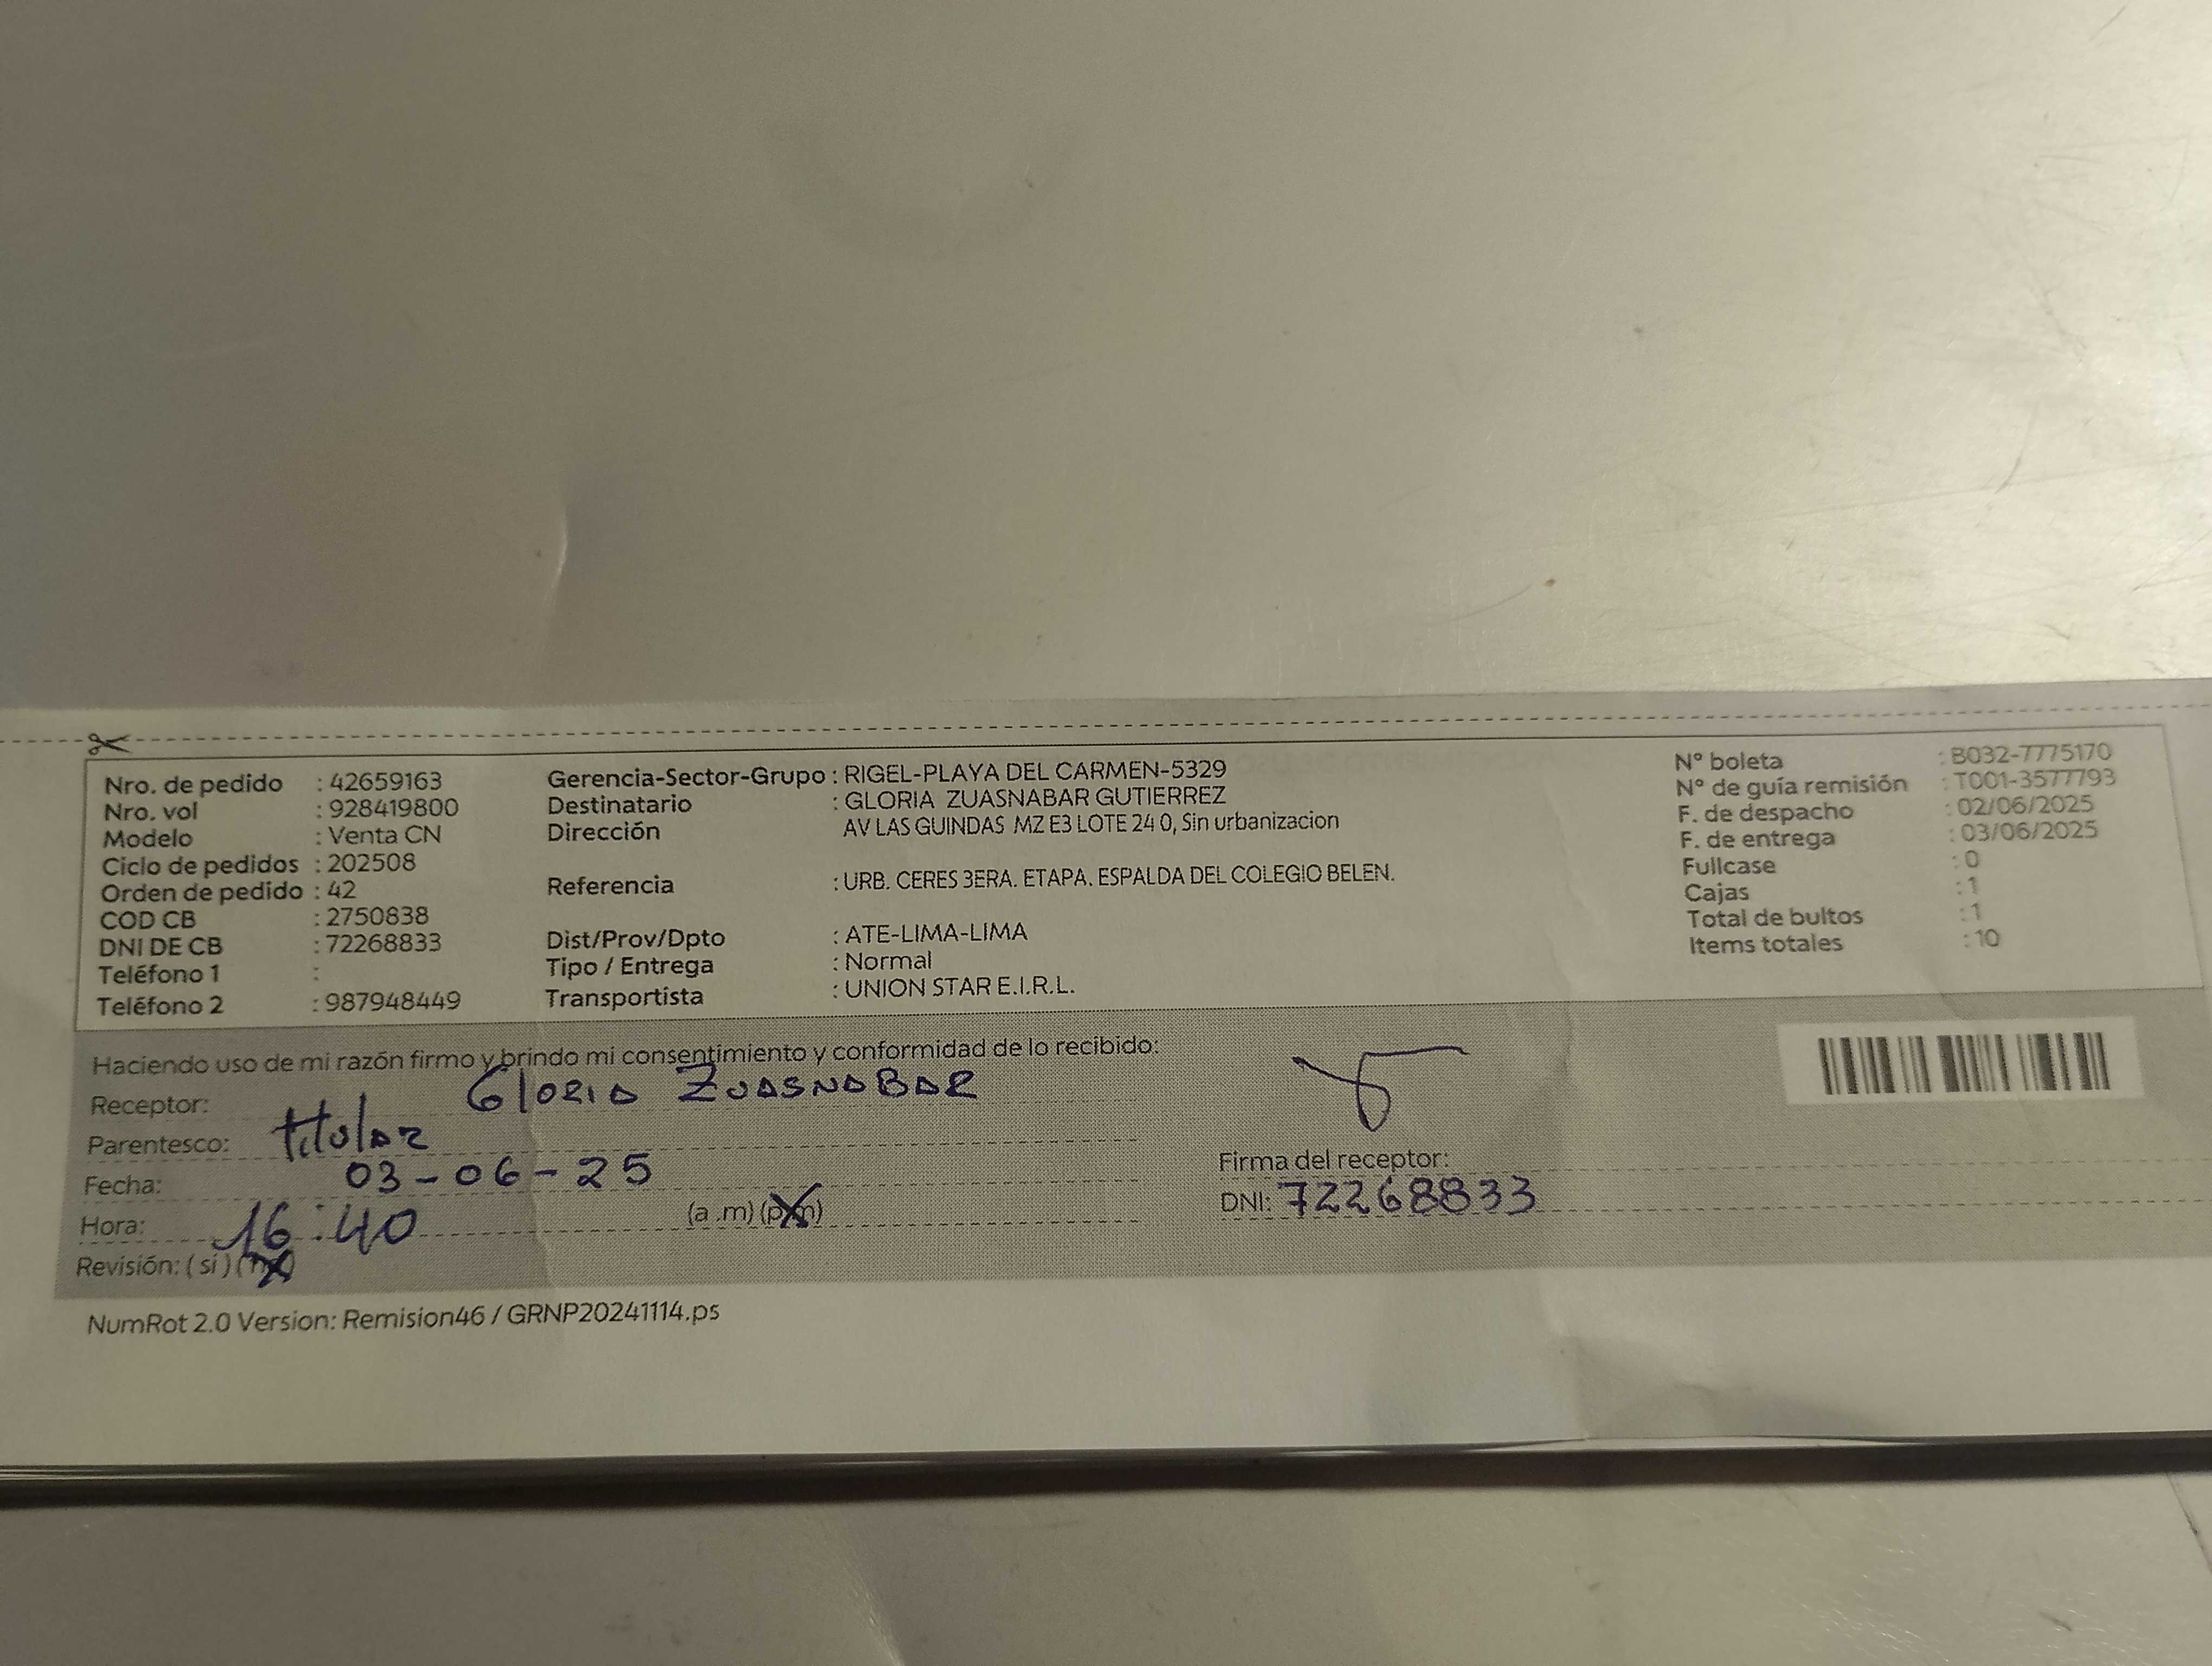 Nro. de pedido : 42659163
Nro. vol : 928419800
Modelo : Venta CN
Ciclo de pedidos : 202508
Orden de pedido : 42
COD CB : 2750838
DNI DE CB : 72268833
Teléfono 1 :
Teléfono 2 : 987948449
Gerencia-Sector-Grupo : RIGEL-PLAYA DEL CARMEN-5329
Destinatario : GLORIA ZUASNABAR GUTIERREZ
Dirección AV LAS GUINDAS MZ E3 LOTE 24 0, Sin urbanizacion
Referencia : URB. CERES 3ERA. ETAPA. ESPALDA DEL COLEGIO BELEN.
Dist/Prov/Dpto : ATE-LIMA-LIMA
Tipo / Entrega : Normal
Transportista : UNION STAR E.I.R.L.
N° boleta : B032-7775170
N° de guía remisión : T001-3577793
F. de despacho : 02/06/2025
F. de entrega : 03/06/2025
Fullcase : 0
Cajas : 1
Total de bultos : 1
Items totales : 10
Haciendo uso de mi razón firmo y brindo mi consentimiento y conformidad de lo recibido:
Receptor: Gloria ZUASNABAR
Parentesco: titular
Fecha: 03-06-25
Hora: 16:40 (a .m) (p.m)
Revisión: ( si ) (no)
Firma del receptor:
DNI: 72268833
NumRot 2.0 Version: Remision46 / GRNP20241114.ps